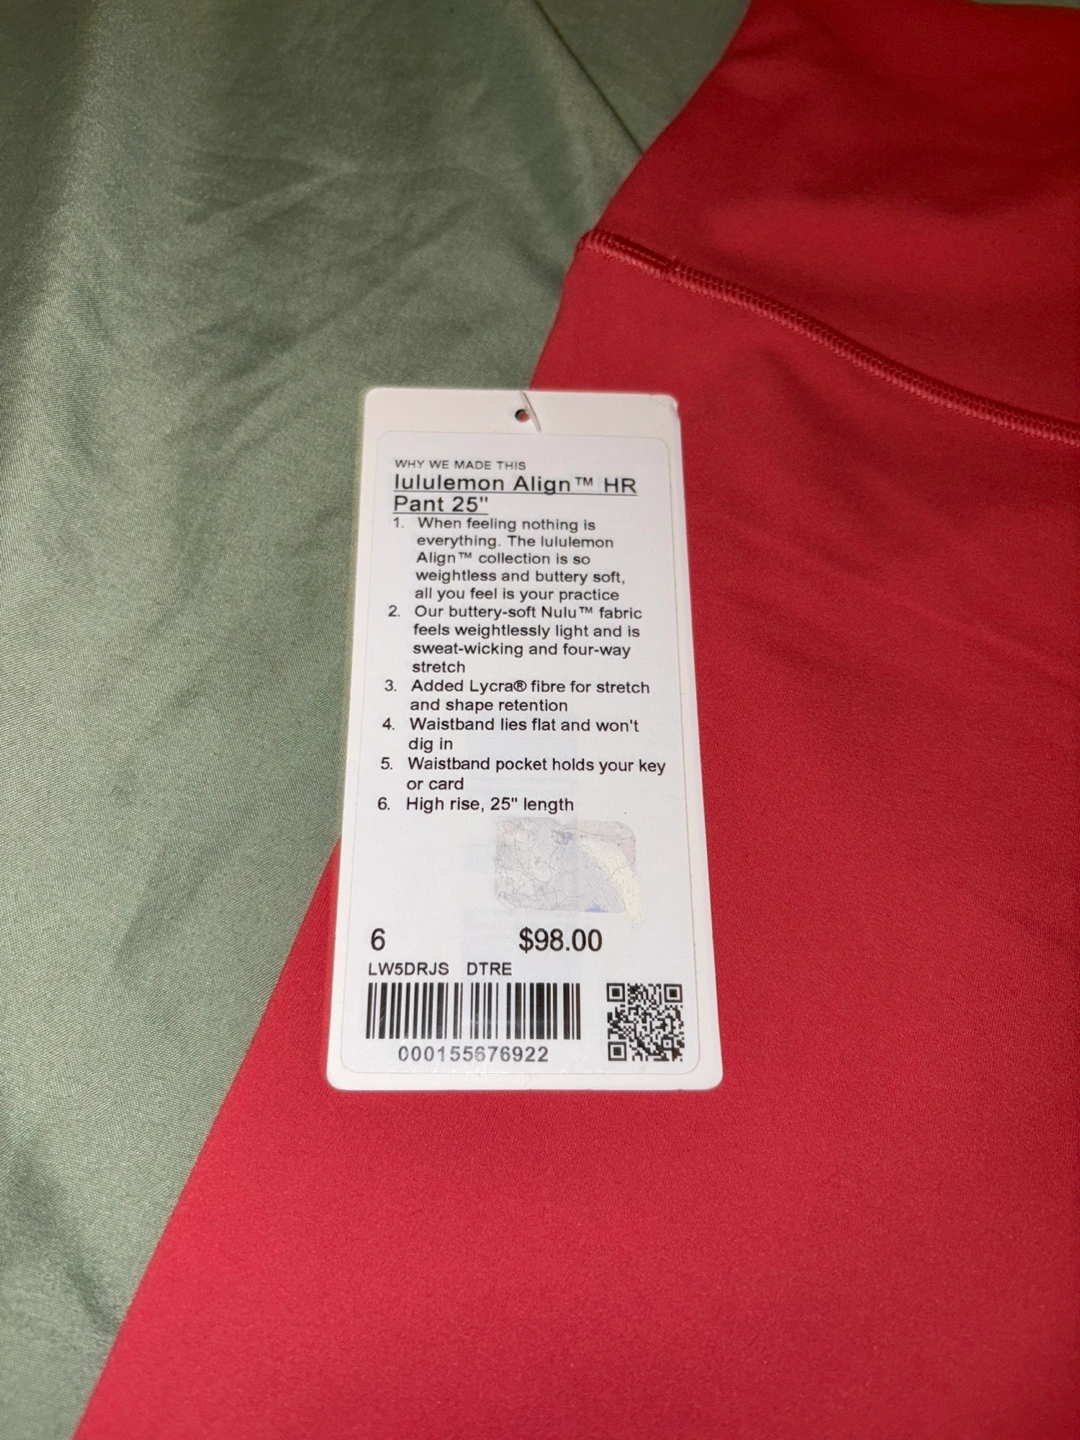 WHY WE MADE THIS
lululemon Align™ HR
Pant 25"
1. When feeling nothing is
everything. The lululemon
Align™ collection is so
weightless and buttery soft,
all you feel is your practice
2. Our buttery-soft Nulu™ fabric
feels weightlessly light and is
sweat-wicking and four-way
stretch
3. Added Lycra® fibre for stretch
and shape retention
4. Waistband lies flat and won't
dig in
5. Waistband pocket holds your key
or card
6. High rise, 25" length
6 $98.00
LW5DRJS DTRE
000155676922